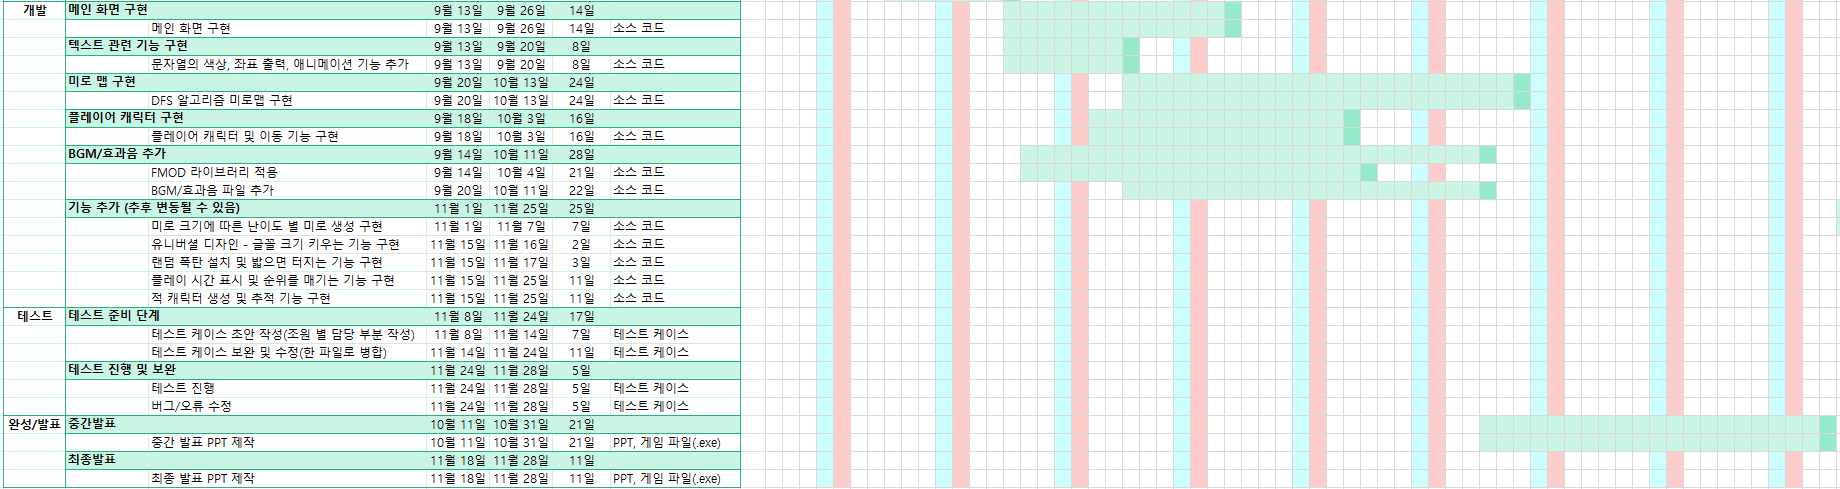 개발 메인 화면 구현 9월 13일 9월 26일 14일
메인 화면 구현 9월 13일 9월 26일 14일 소스 코드
텍스트 관련 기능 구현 9월 13일 9월 20일 8일
문자열의 색상, 좌표 출력, 애니메이션 기능 추가 9월 13일 9월 20일 8일 소스 코드
미로 맵 구현 9월 20일 10월 13일 24일
DFS 알고리즘 미로맵 구현 9월 20일 10월 13일 24일 소스 코드
플레이어 캐릭터 구현 9월 18일 10월 3일 16일
플레이어 캐릭터 및 이동 기능 구현 9월 18일 10월 3일 16일 소스 코드
BGM/효과음 추가 9월 14일 10월 11일 28일
FMOD 라이브러리 적용 9월 14일 10월 4일 21일 소스 코드
BGM/효과음 파일 추가 9월 20일 10월 11일 22일 소스 코드
기능 추가 (추후 변동될 수 있음) 11월 1일 11월 25일 25일
미로 크기에 따른 난이도 별 미로 생성 구현 11월 1일 11월 7일 7일 소스 코드
유니버셜 디자인 - 글꼴 크기 키우는 기능 구현 11월 15일 11월 16일 2일 소스 코드
랜덤 폭탄 설치 및 밟으면 터지는 기능 구현 11월 15일 11월 17일 3일 소스 코드
플레이 시간 표시 및 순위를 매기는 기능 구현 11월 15일 11월 25일 11일 소스 코드
적 캐릭터 생성 및 추적 기능 구현 11월 15일 11월 25일 11일 소스 코드
테스트 테스트 준비 단계 11월 8일 11월 24일 17일
테스트 케이스 초안 작성(조원 별 담당 부분 작성) 11월 8일 11월 14일 7일 테스트 케이스
테스트 케이스 보완 및 수정(한 파일로 병합) 11월 14일 11월 24일 11일 테스트 케이스
테스트 진행 및 보완 11월 24일 11월 28일 5일
테스트 진행 11월 24일 11월 28일 5일 테스트 케이스
버그/오류 수정 11월 24일 11월 28일 5일 테스트 케이스
완성/발표 중간발표 10월 11일 10월 31일 21일
중간 발표 PPT 제작 10월 11일 10월 31일 21일 PPT, 게임 파일(.exe)
최종발표 11월 18일 11월 28일 11일
최종 발표 PPT 제작 11월 18일 11월 28일 11일 PPT, 게임 파일(.exe)